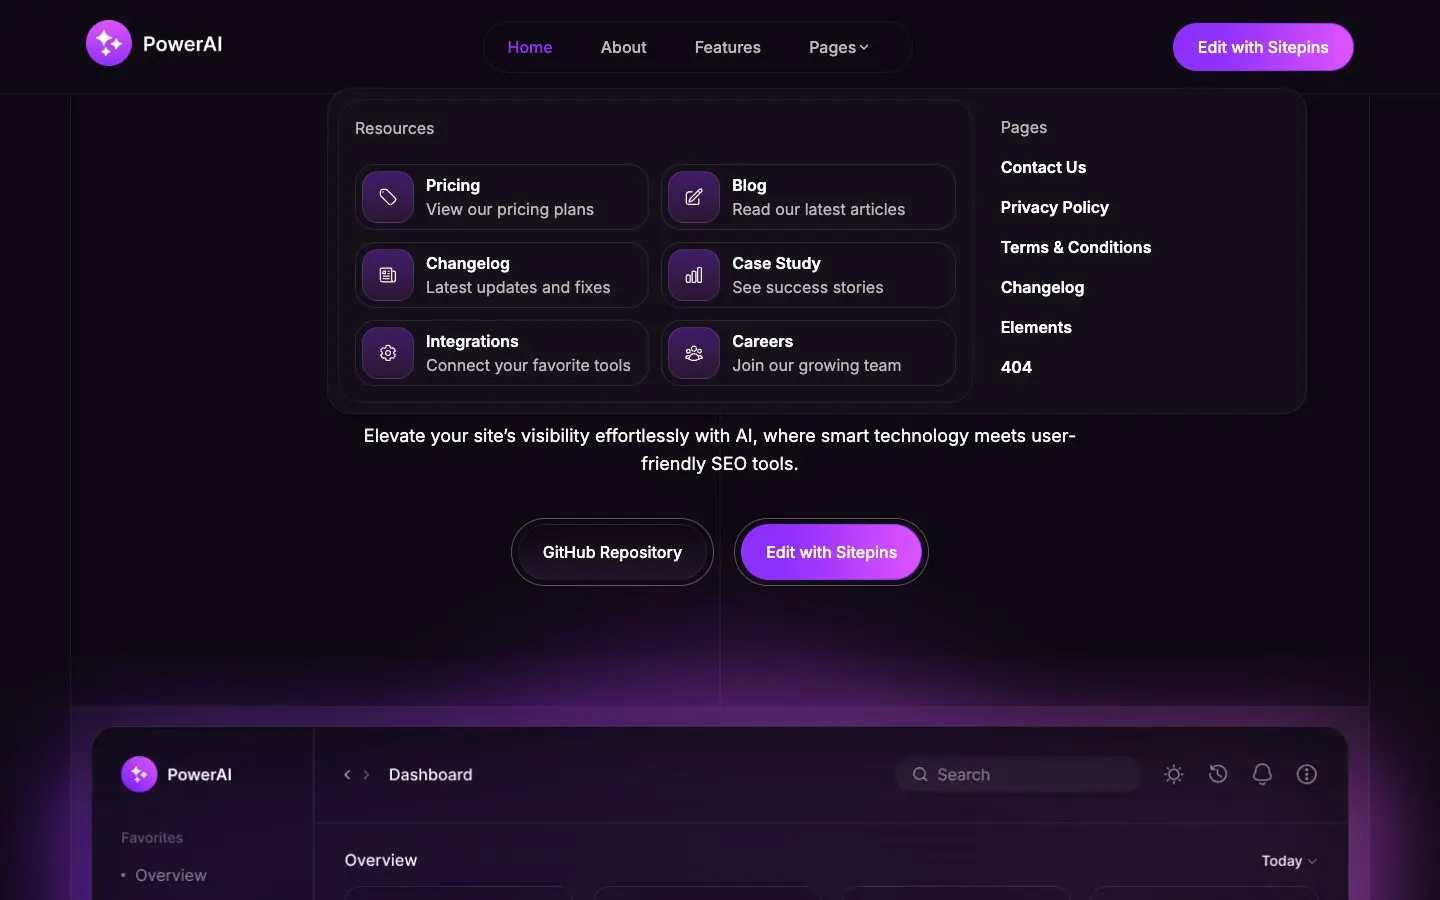 PowerAI
Home
About
Features
Pages
Edit with Sitepins
Resources
Pricing
View our pricing plans
Blog
Read our latest articles
Changelog
Latest updates and fixes
Case Study
See success stories
Integrations
Connect your favorite tools
Careers
Join our growing team
Pages
Contact Us
Privacy Policy
Terms & Conditions
Changelog
Elements
404
Elevate your site’s visibility effortlessly with AI, where smart technology meets user-
friendly SEO tools.
GitHub Repository
Edit with Sitepins
PowerAI
Dashboard
Search
Favorites
• Overview
Overview
Today